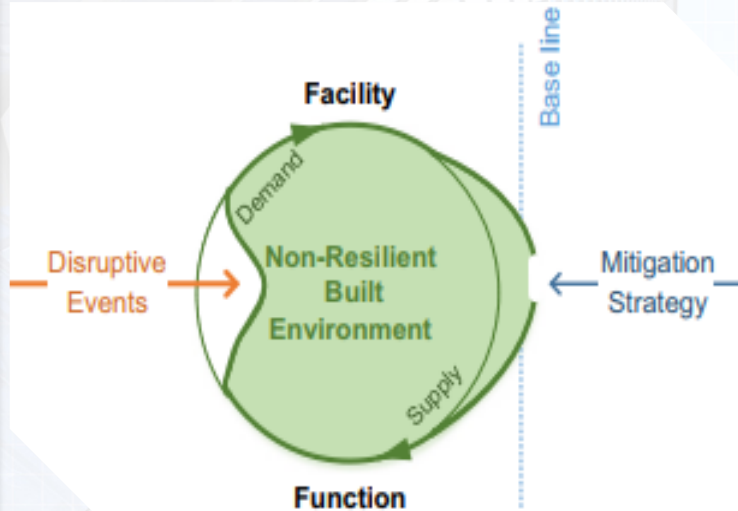 Base line
Facility
Demand
Disruptive
Events
Non-Resilient
Built
Environment
Mitigation
Strategy
Supply
Function